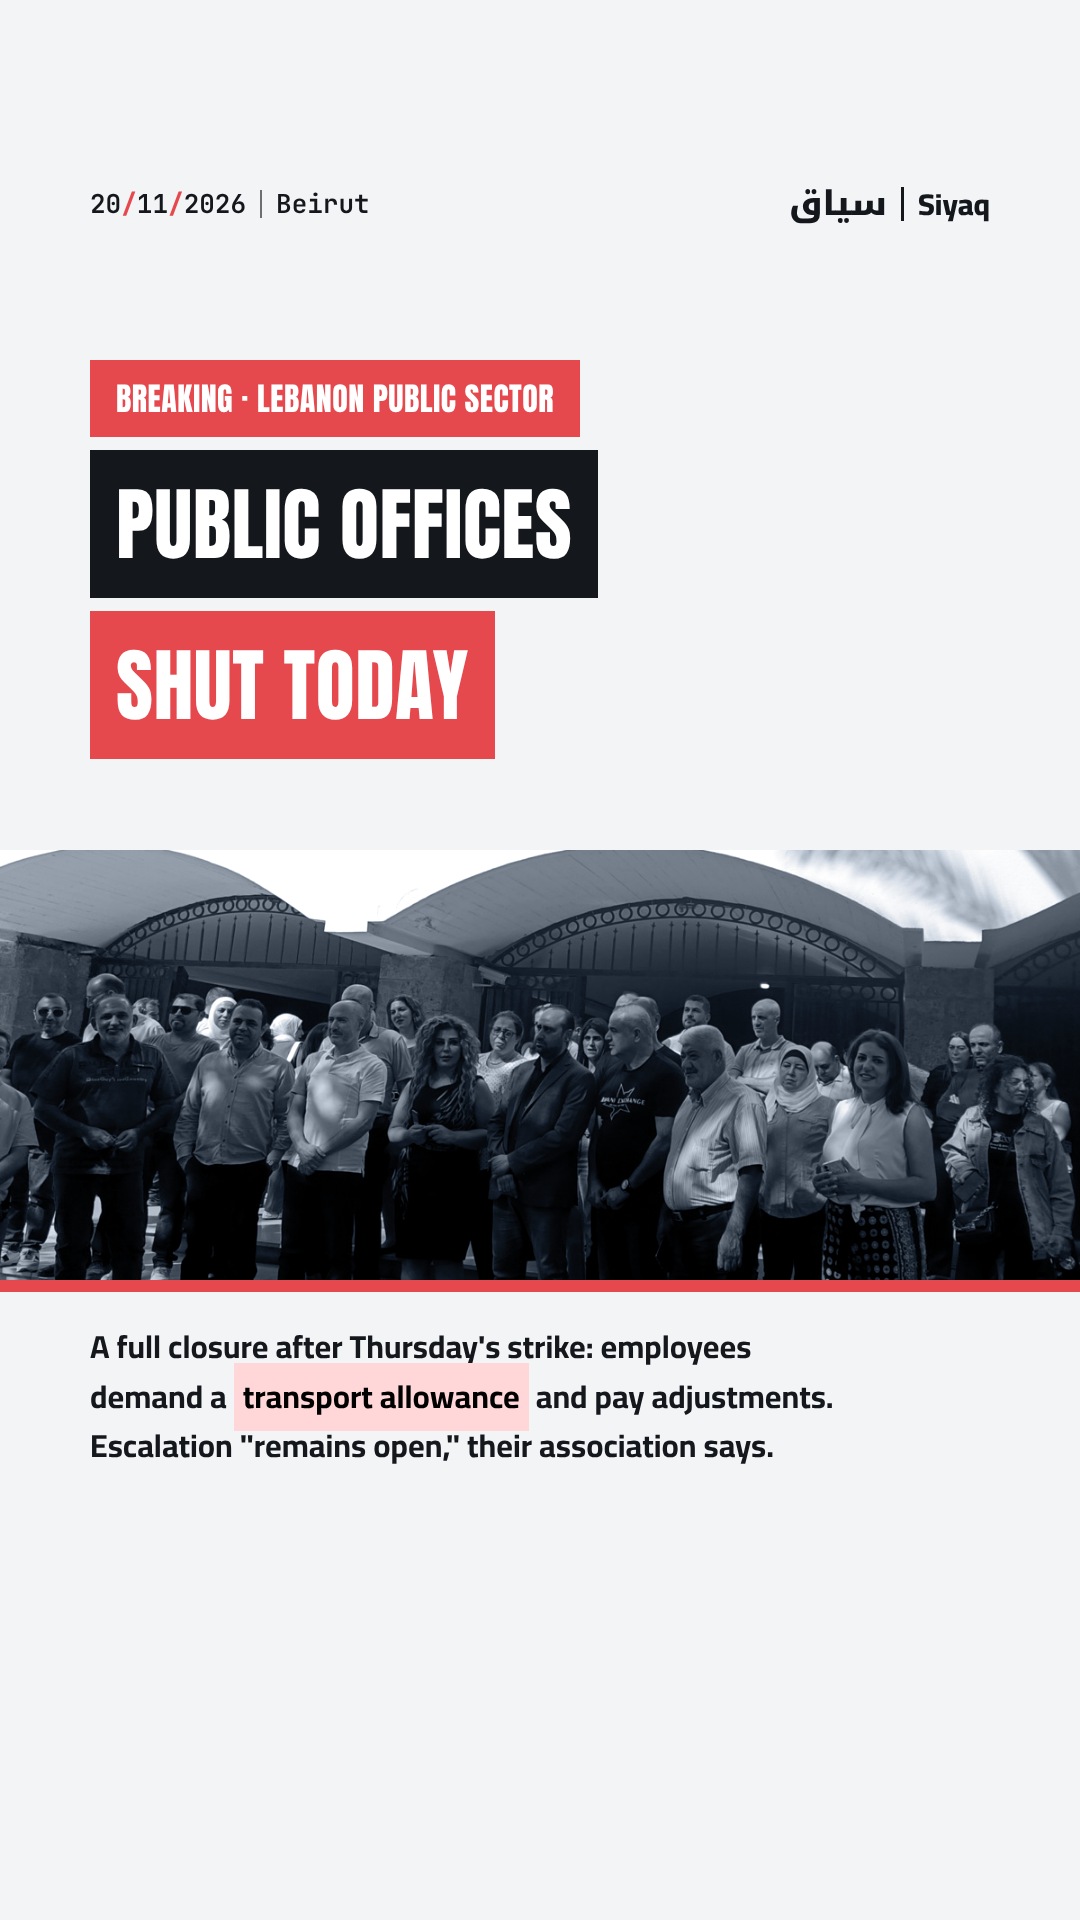 20/11/2026 | Beirut
سياق | Siyaq
BREAKING · LEBANON PUBLIC SECTOR
PUBLIC OFFICES
SHUT TODAY
A full closure after Thursday's strike: employees
demand a transport allowance and pay adjustments.
Escalation "remains open," their association says.